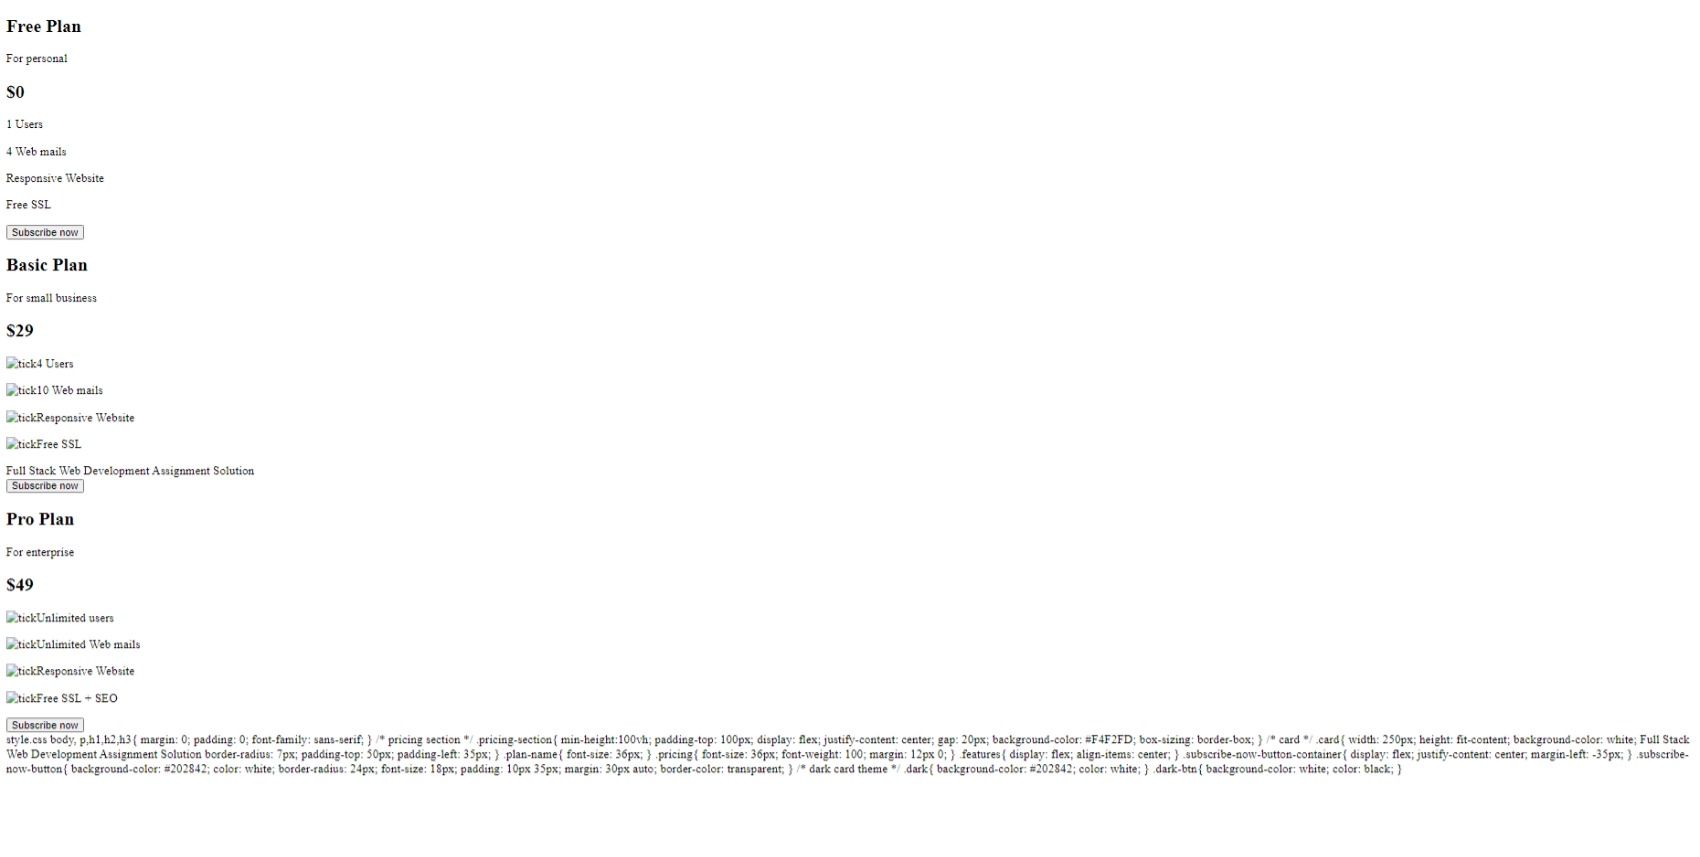 Free Plan
For personal
$0
1 Users
4 Web mails
Responsive Website
Free SSL
Subscribe now
Basic Plan
For small business
$29
tick4 Users
tick10 Web mails
tickResponsive Website
tickFree SSL
Full Stack Web Development Assignment Solution
Subscribe now
Pro Plan
For enterprise
$49
tickUnlimited users
tickUnlimited Web mails
tickResponsive Website
tickFree SSL + SEO
Subscribe now
style.css body, p,h1,h2,h3{ margin: 0; padding: 0; font-family: sans-serif; } /* pricing section */ .pricing-section{ min-height:100vh; padding-top: 100px; display: flex; justify-content: center; gap: 20px; background-color: #F4F2FD; box-sizing: border-box; } /* card */ .card{ width: 250px; height: fit-content; background-color: white; Full Stack
Web Development Assignment Solution border-radius: 7px; padding-top: 50px; padding-left: 35px; } .plan-name{ font-size: 36px; } .pricing{ font-size: 36px; font-weight: 100; margin: 12px 0; } .features{ display: flex; align-items: center; } .subscribe-now-button-container{ display: flex; justify-content: center; margin-left: -35px; } .subscribe-
now-button{ background-color: #202842; color: white; border-radius: 24px; font-size: 18px; padding: 10px 35px; margin: 30px auto; border-color: transparent; } /* dark card theme */ .dark{ background-color: #202842; color: white; } .dark-btn{ background-color: white; color: black; }